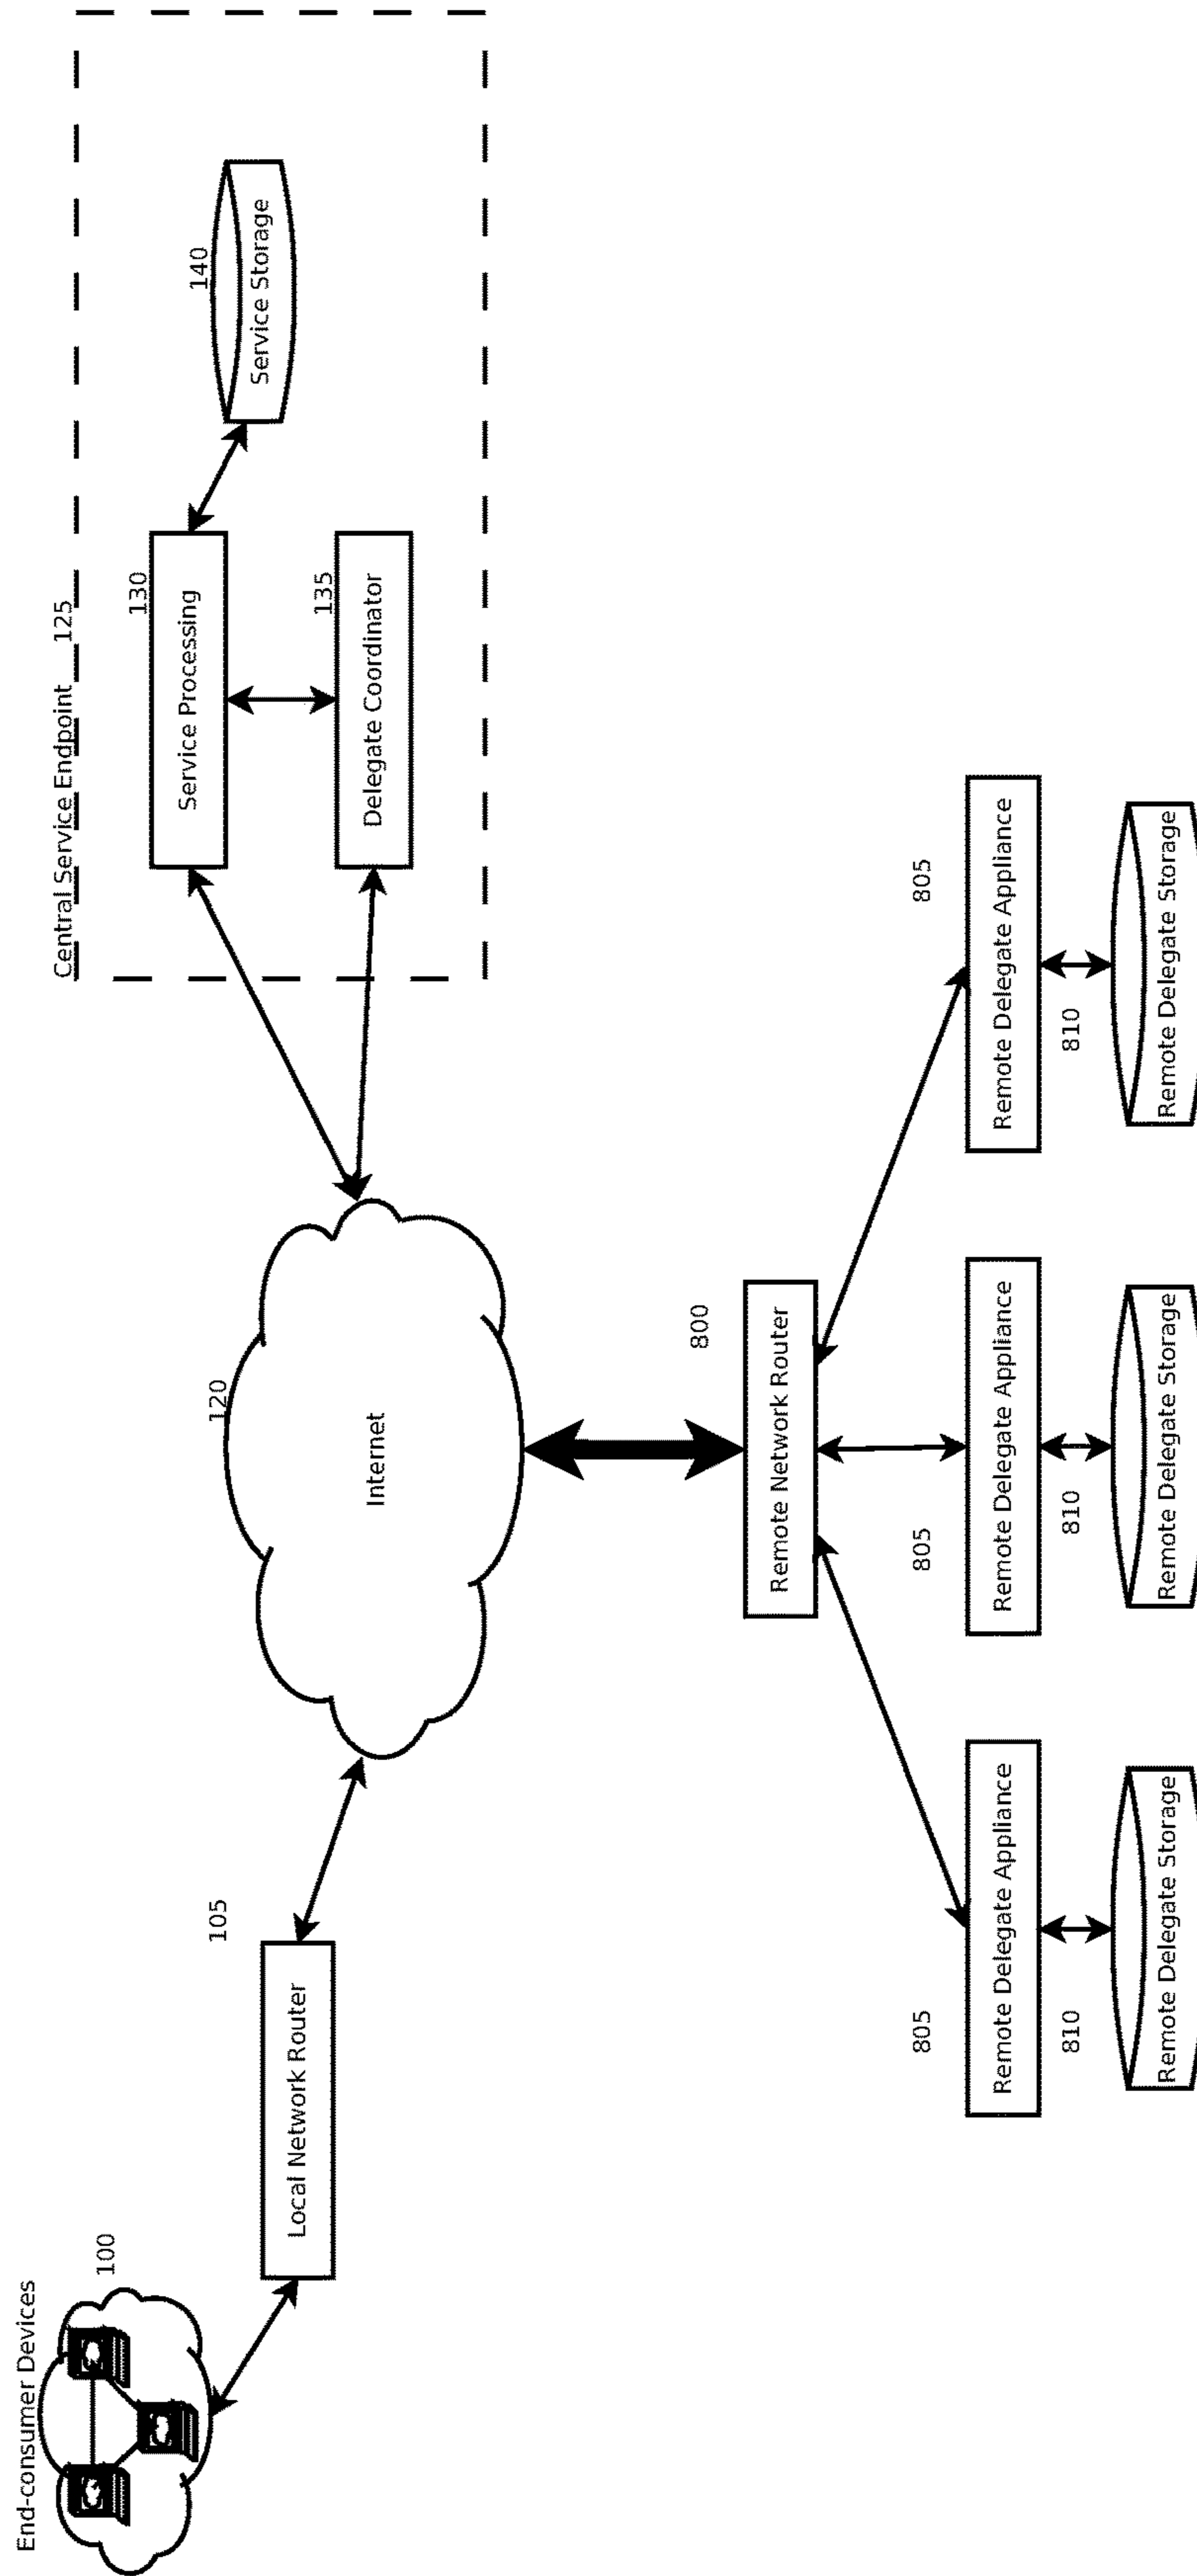 End-consumer Devices
100
Local Network Router
105
Internet
120
Central Service Endpoint 125
Service Processing
130
Delegate Coordinator
135
Service Storage
140
Remote Network Router
800
Remote Delegate Appliance
805
Remote Delegate Storage
810
Remote Delegate Appliance
805
Remote Delegate Storage
810
Remote Delegate Appliance
805
Remote Delegate Storage
810